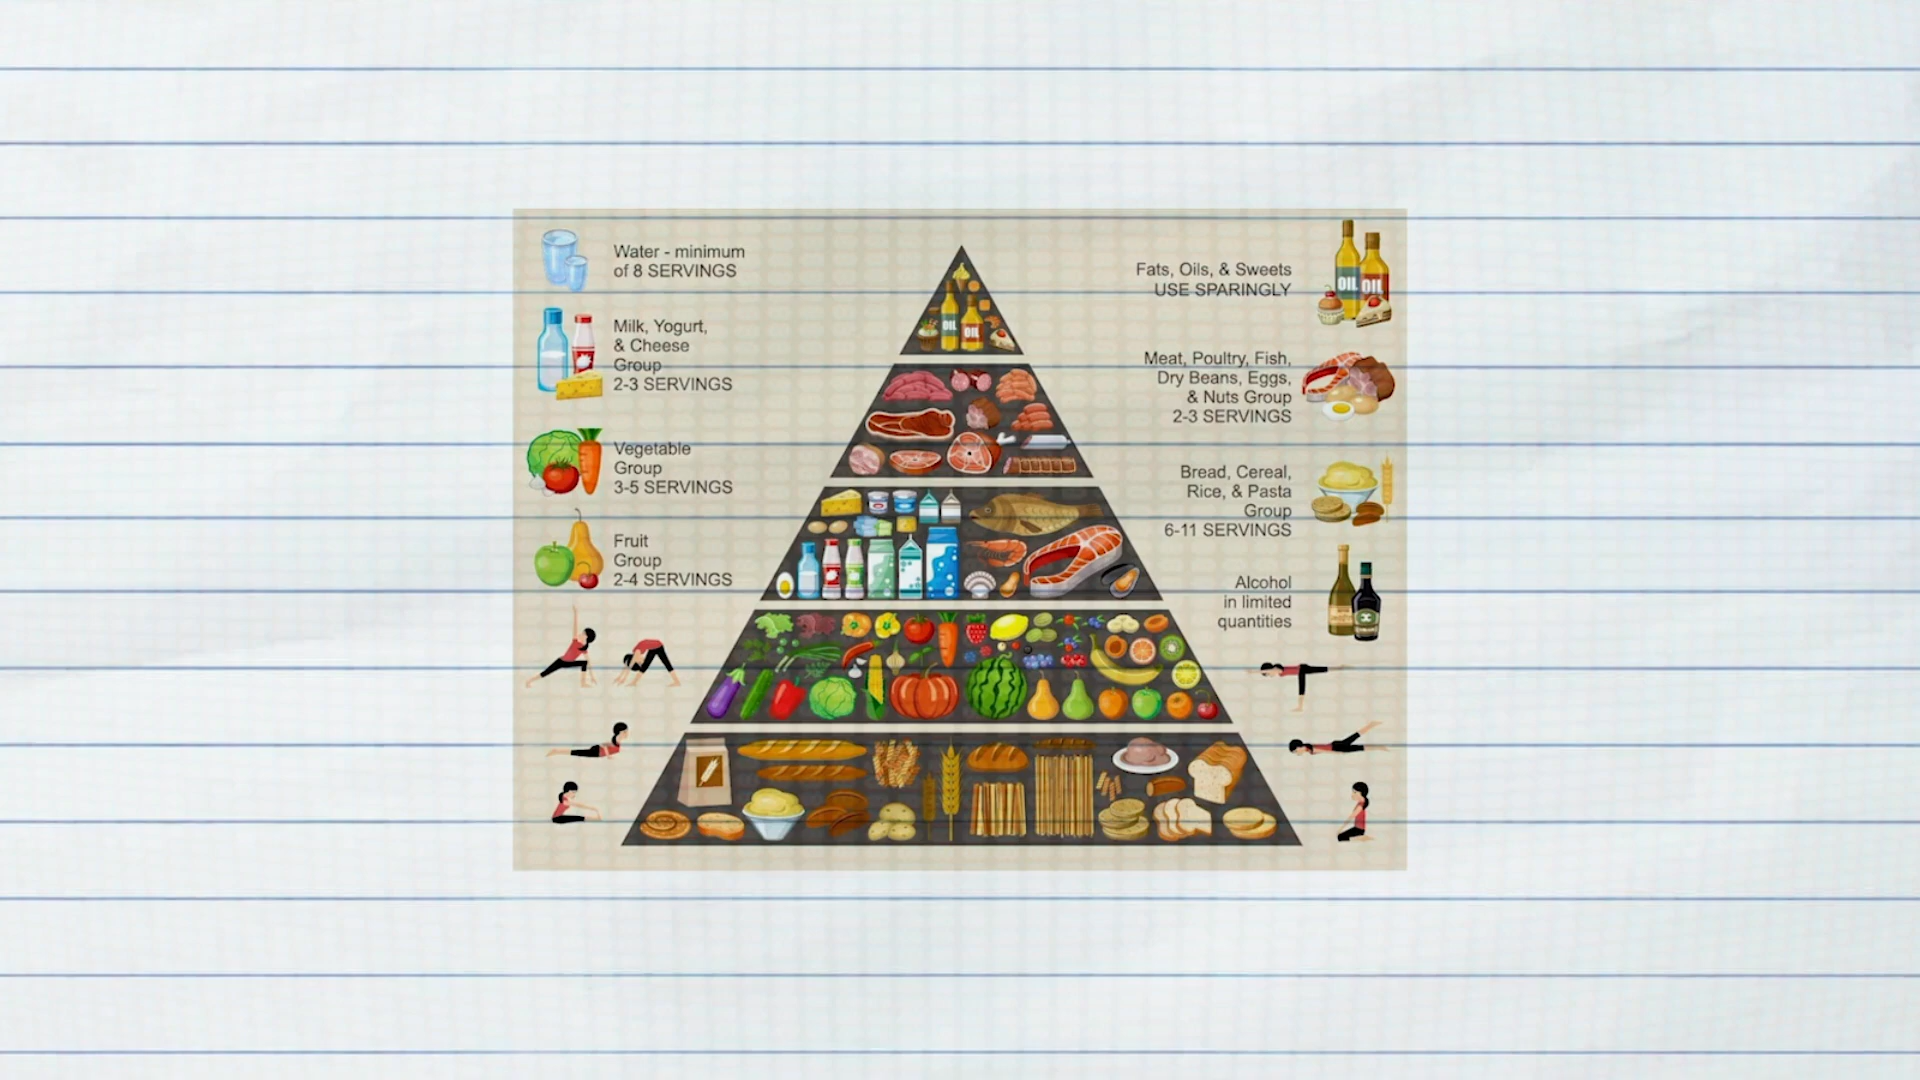 Water - minimum
of 8 SERVINGS
Milk, Yogurt,
& Cheese
Group
2-3 SERVINGS
Vegetable
Group
3-5 SERVINGS
Fruit
Group
2-4 SERVINGS
Fats, Oils, & Sweets
USE SPARINGLY
OIL
OIL
Meat, Poultry, Fish,
Dry Beans, Eggs,
& Nuts Group
2-3 SERVINGS
Bread, Cereal,
Rice, & Pasta
Group
6-11 SERVINGS
Alcohol
in limited
quantities
OIL
OIL